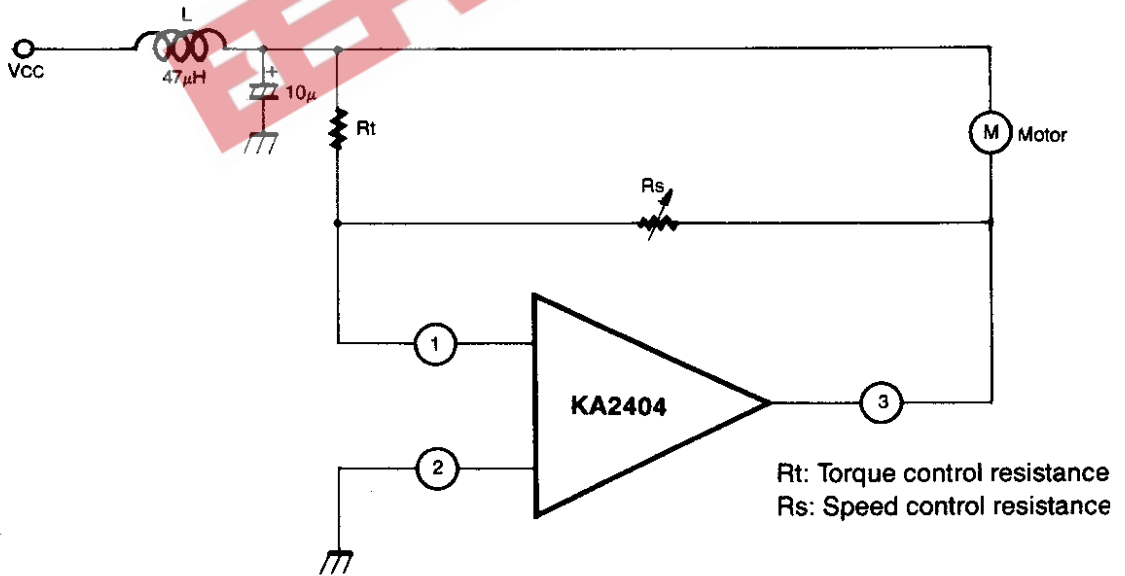 L
VCC
47μH
+
10μ
Rt
M Motor
Rs
1
KA2404
3
2
Rt: Torque control resistance
Rs: Speed control resistance